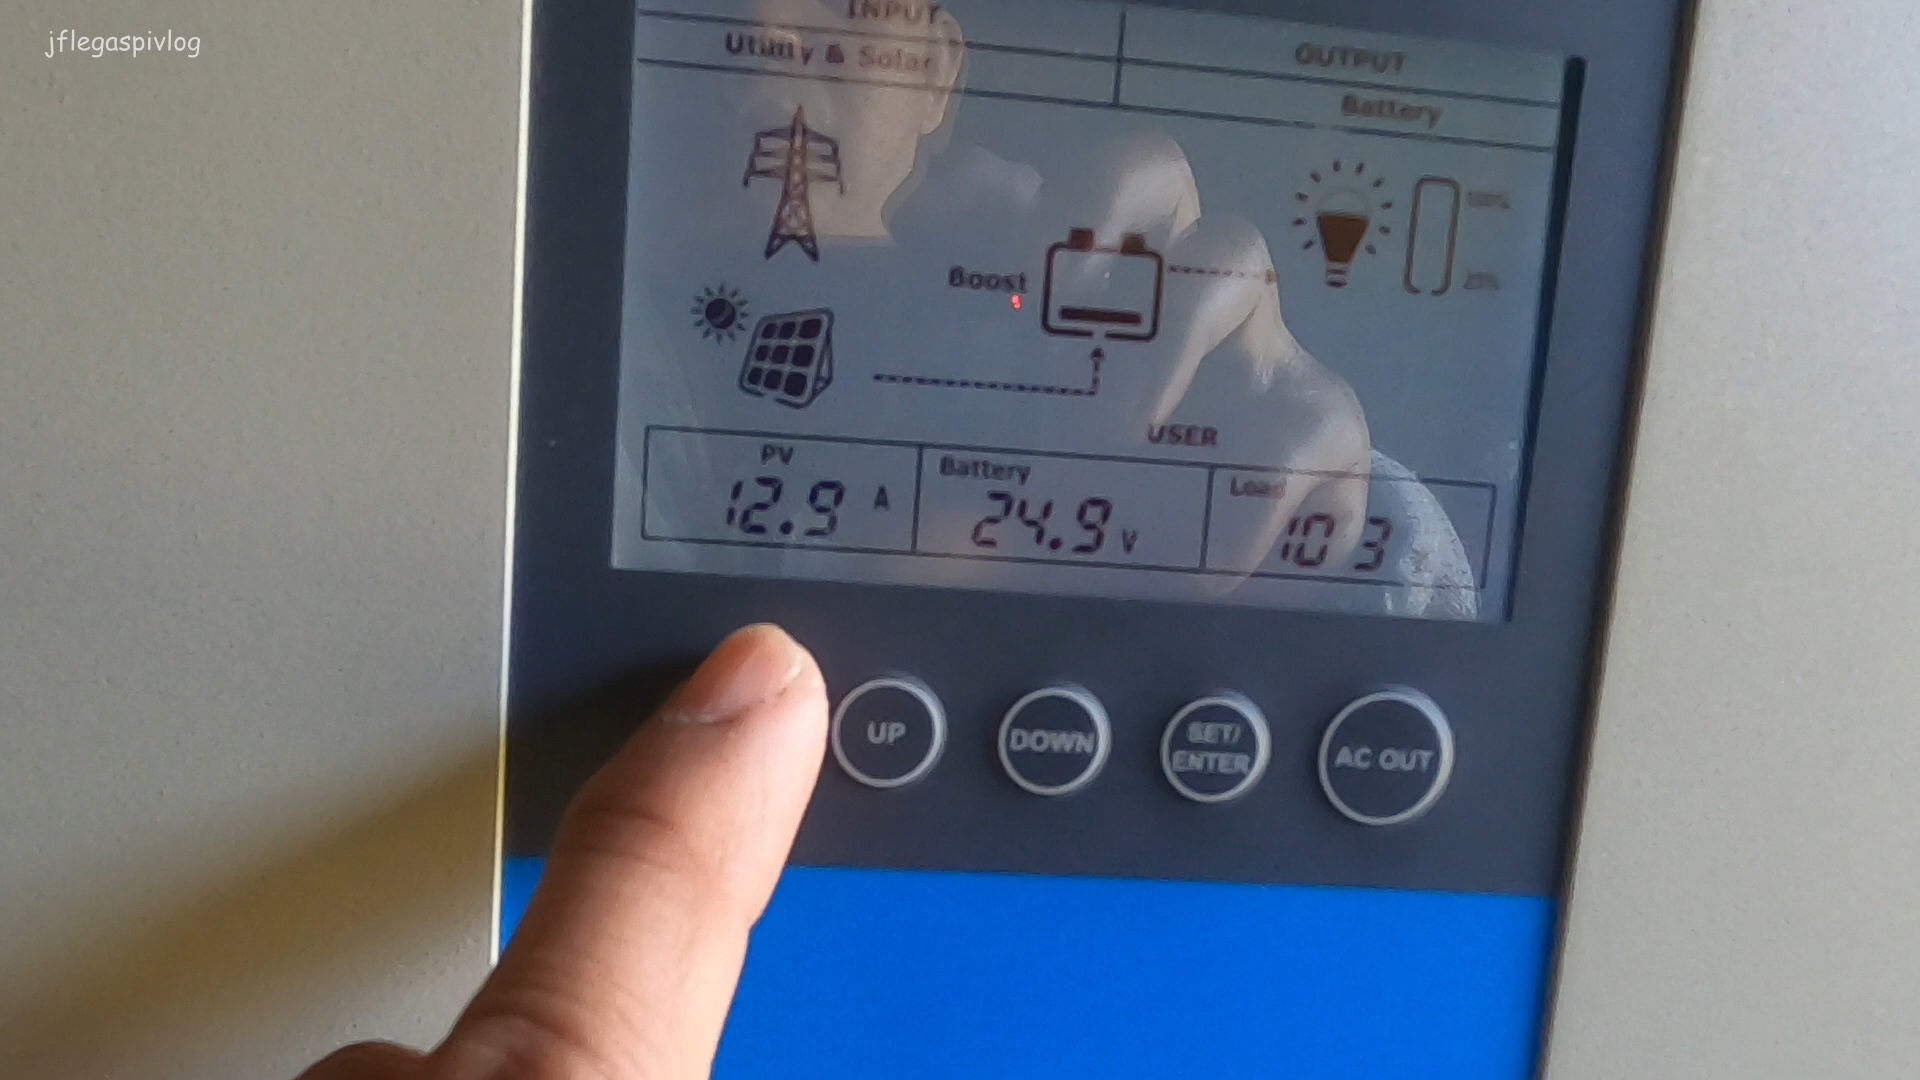 jflegaspivlog
INPUT
Utility & Solar
OUTPUT
Battery
100%
Boost
USER
PV
12.9 A
Battery
24.9 V
Load
10 3
UP
DOWN
SET/
ENTER
AC OUT